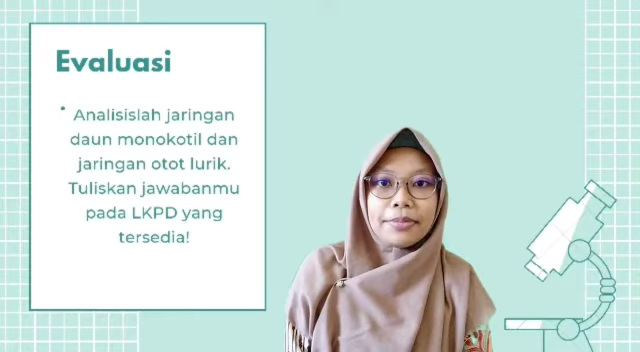 Evaluasi
• Analisislah jaringan
daun monokotil dan
jaringan otot lurik.
Tuliskan jawabanmu
pada LKPD yang
tersedia!